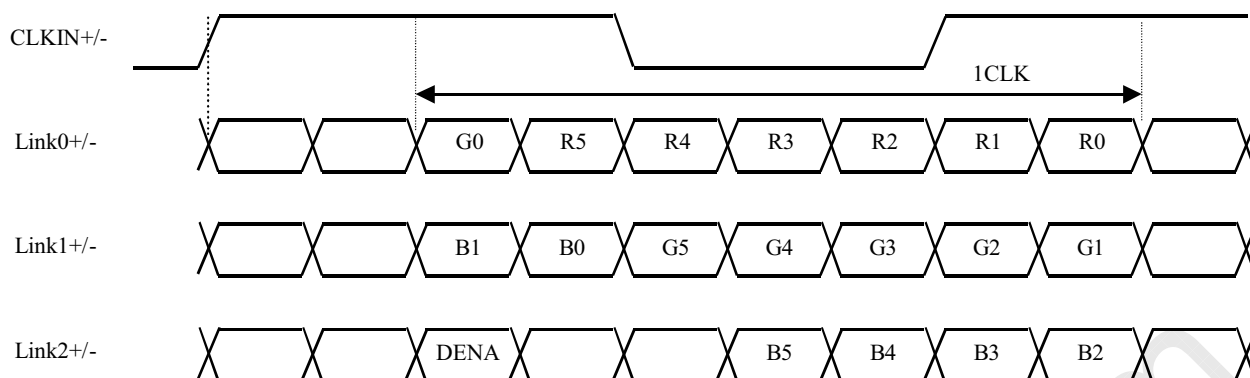 CLKIN+/-
1CLK
Link0+/- G0 R5 R4 R3 R2 R1 R0
Link1+/- B1 B0 G5 G4 G3 G2 G1
Link2+/- DENA B5 B4 B3 B2